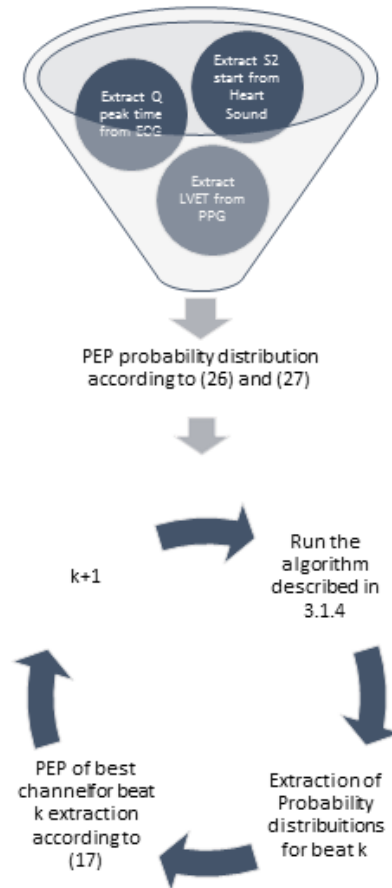 Extract S2
start from
Heart
Sound
Extract Q
peak time
from ECG
Extract
LVET from
PPG
PEP probability distribution
according to (26) and (27)
k+1
Run the
algorithm
described in
3.1.4
Extraction of
Probability
distribuitions
for beat k
PEP of best
channelfor beat
k extraction
according to
(17)